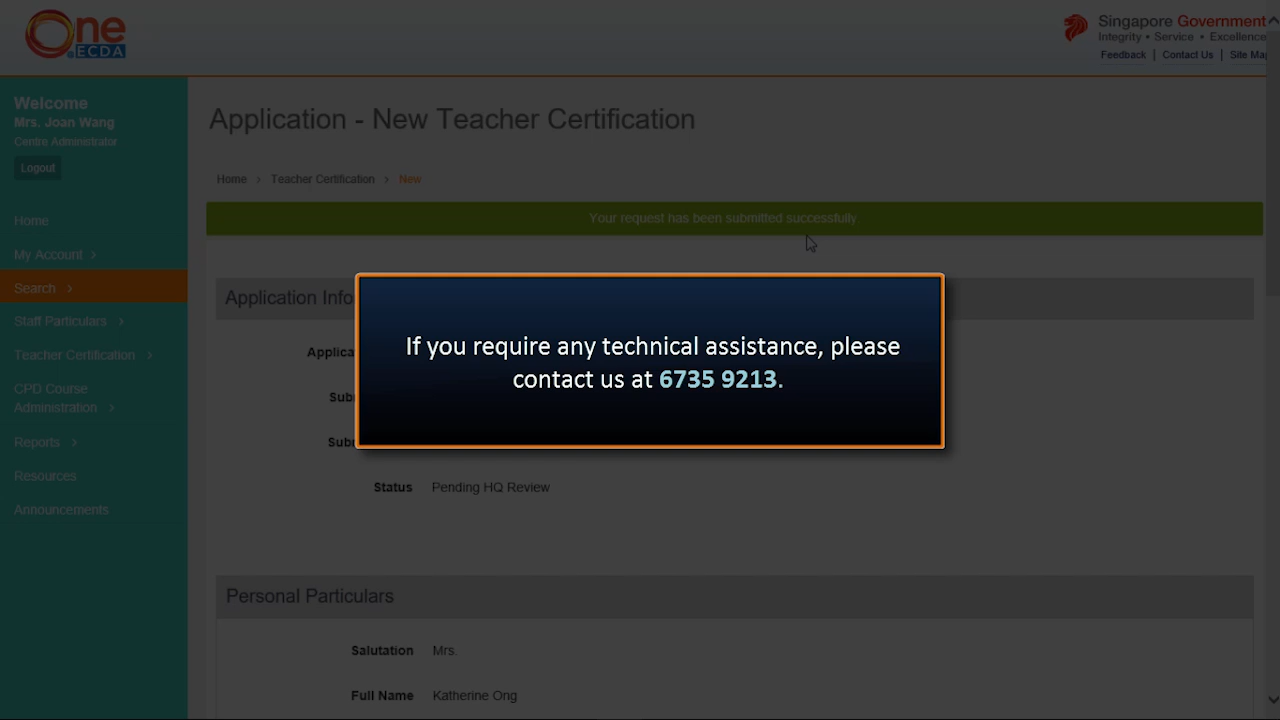 One
.ECDA
Singapore Government
Integrity • Service • Excellence
Feedback | Contact Us | Site Map
Welcome
Mrs. Joan Wang
Centre Administrator
Logout
Home
My Account
Search
Staff Particulars
Teacher Certification
CPD Course
Administration
Reports
Resources
Announcements
Application - New Teacher Certification
Home > Teacher Certification > New
Your request has been submitted successfully.
Application Info
Applica
Sub
Sub
If you require any technical assistance, please
contact us at 6735 9213.
Status Pending HQ Review
Personal Particulars
Salutation Mrs.
Full Name Katherine Ong